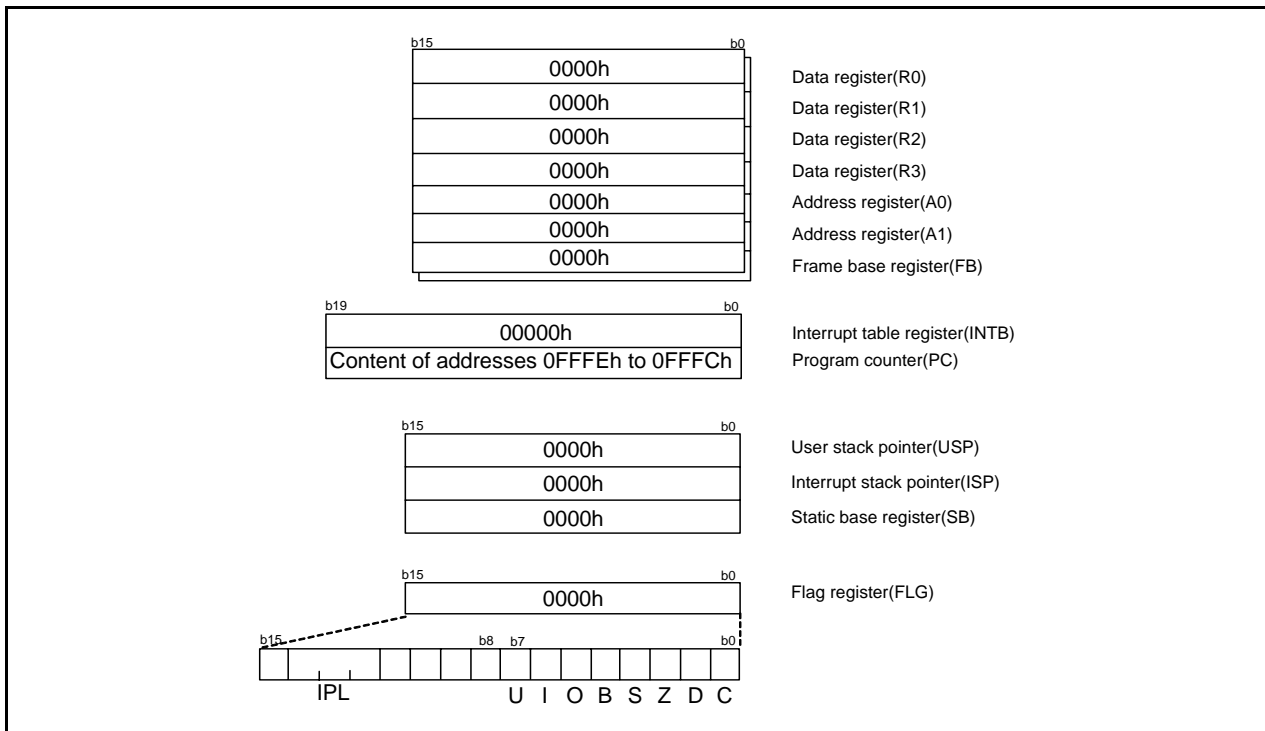 b15 b0
0000h Data register(R0)
0000h Data register(R1)
0000h Data register(R2)
0000h Data register(R3)
0000h Address register(A0)
0000h Address register(A1)
0000h Frame base register(FB)
b19 b0
00000h Interrupt table register(INTB)
Content of addresses 0FFFEh to 0FFFCh Program counter(PC)
b15 b0
0000h User stack pointer(USP)
0000h Interrupt stack pointer(ISP)
0000h Static base register(SB)
b15 b0
0000h Flag register(FLG)
b15 b8 b7 b0
IPL U I O B S Z D C